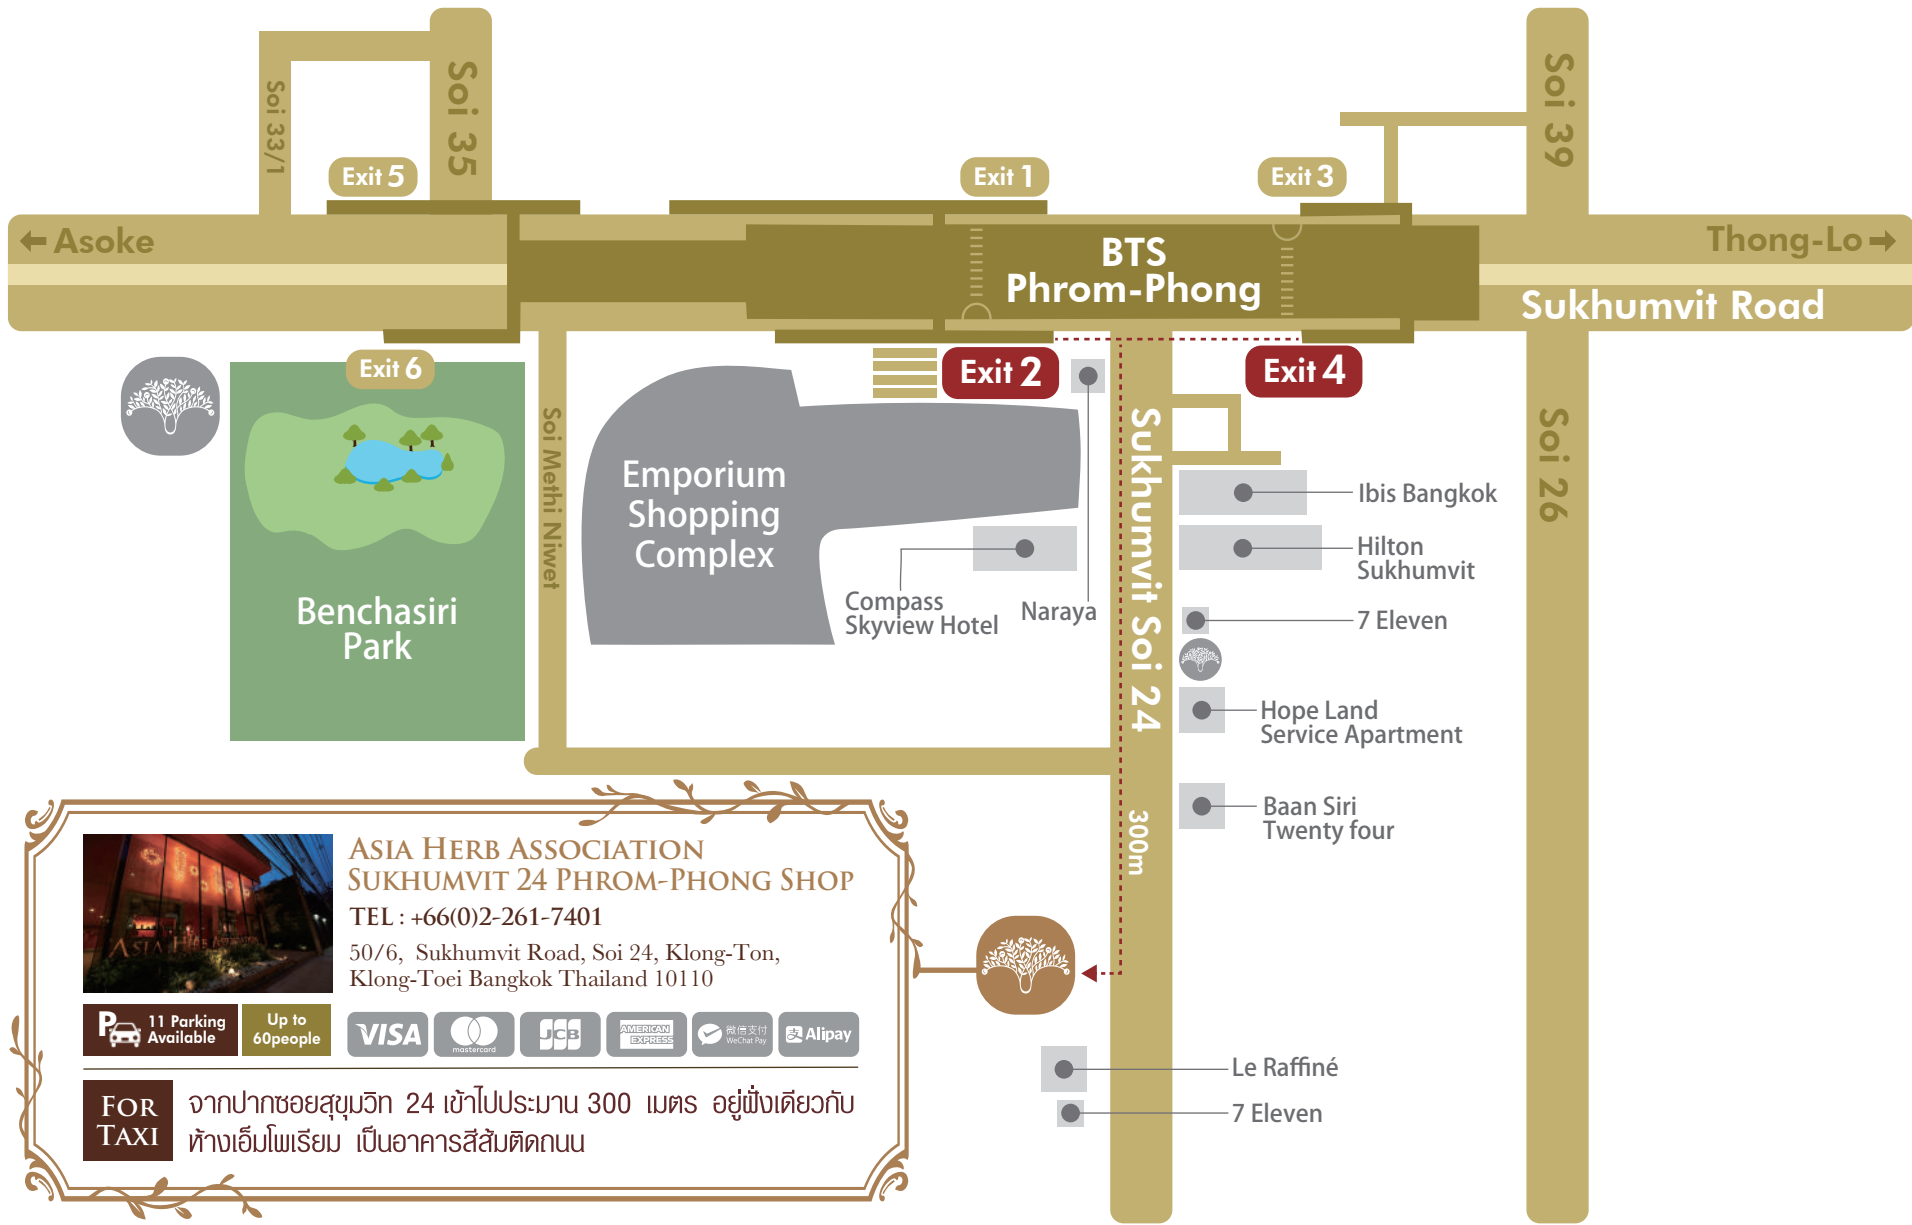 Soi 33/1
Soi 35
Soi 39
Exit 5
Exit 1
Exit 3
Asoke
BTS
Phrom-Phong
Thong-Lo
Sukhumvit Road
Exit 6
Exit 2
Exit 4
Soi Methi Niwet
Sukhumvit Soi 24
Soi 26
Emporium
Shopping
Complex
Ibis Bangkok
Hilton
Sukhumvit
Benchasiri
Park
Compass
Skyview Hotel
Naraya
7 Eleven
Hope Land
Service Apartment
Baan Siri
Twenty four
300m
ASIA HERB ASSOCIATION
SUKHUMVIT 24 PHROM-PHONG SHOP
TEL : +66(0)2-261-7401
50/6, Sukhumvit Road, Soi 24, Klong-Ton,
Klong-Toei Bangkok Thailand 10110
ASIA HERB ASSOCIATION
P
11 Parking
Available
Up to
60people
VISA
mastercard
JCB
AMERICAN
EXPRESS
微信支付
WeChat Pay
支 Alipay
FOR
TAXI
จากปากซอยสุขุมวิท 24 เข้าไปประมาน 300 เมตร อยู่ฝั่งเดียวกับ
ห้างเอ็มโพเรียม เป็นอาคารสีส้มติดถนน
Le Raffiné
7 Eleven